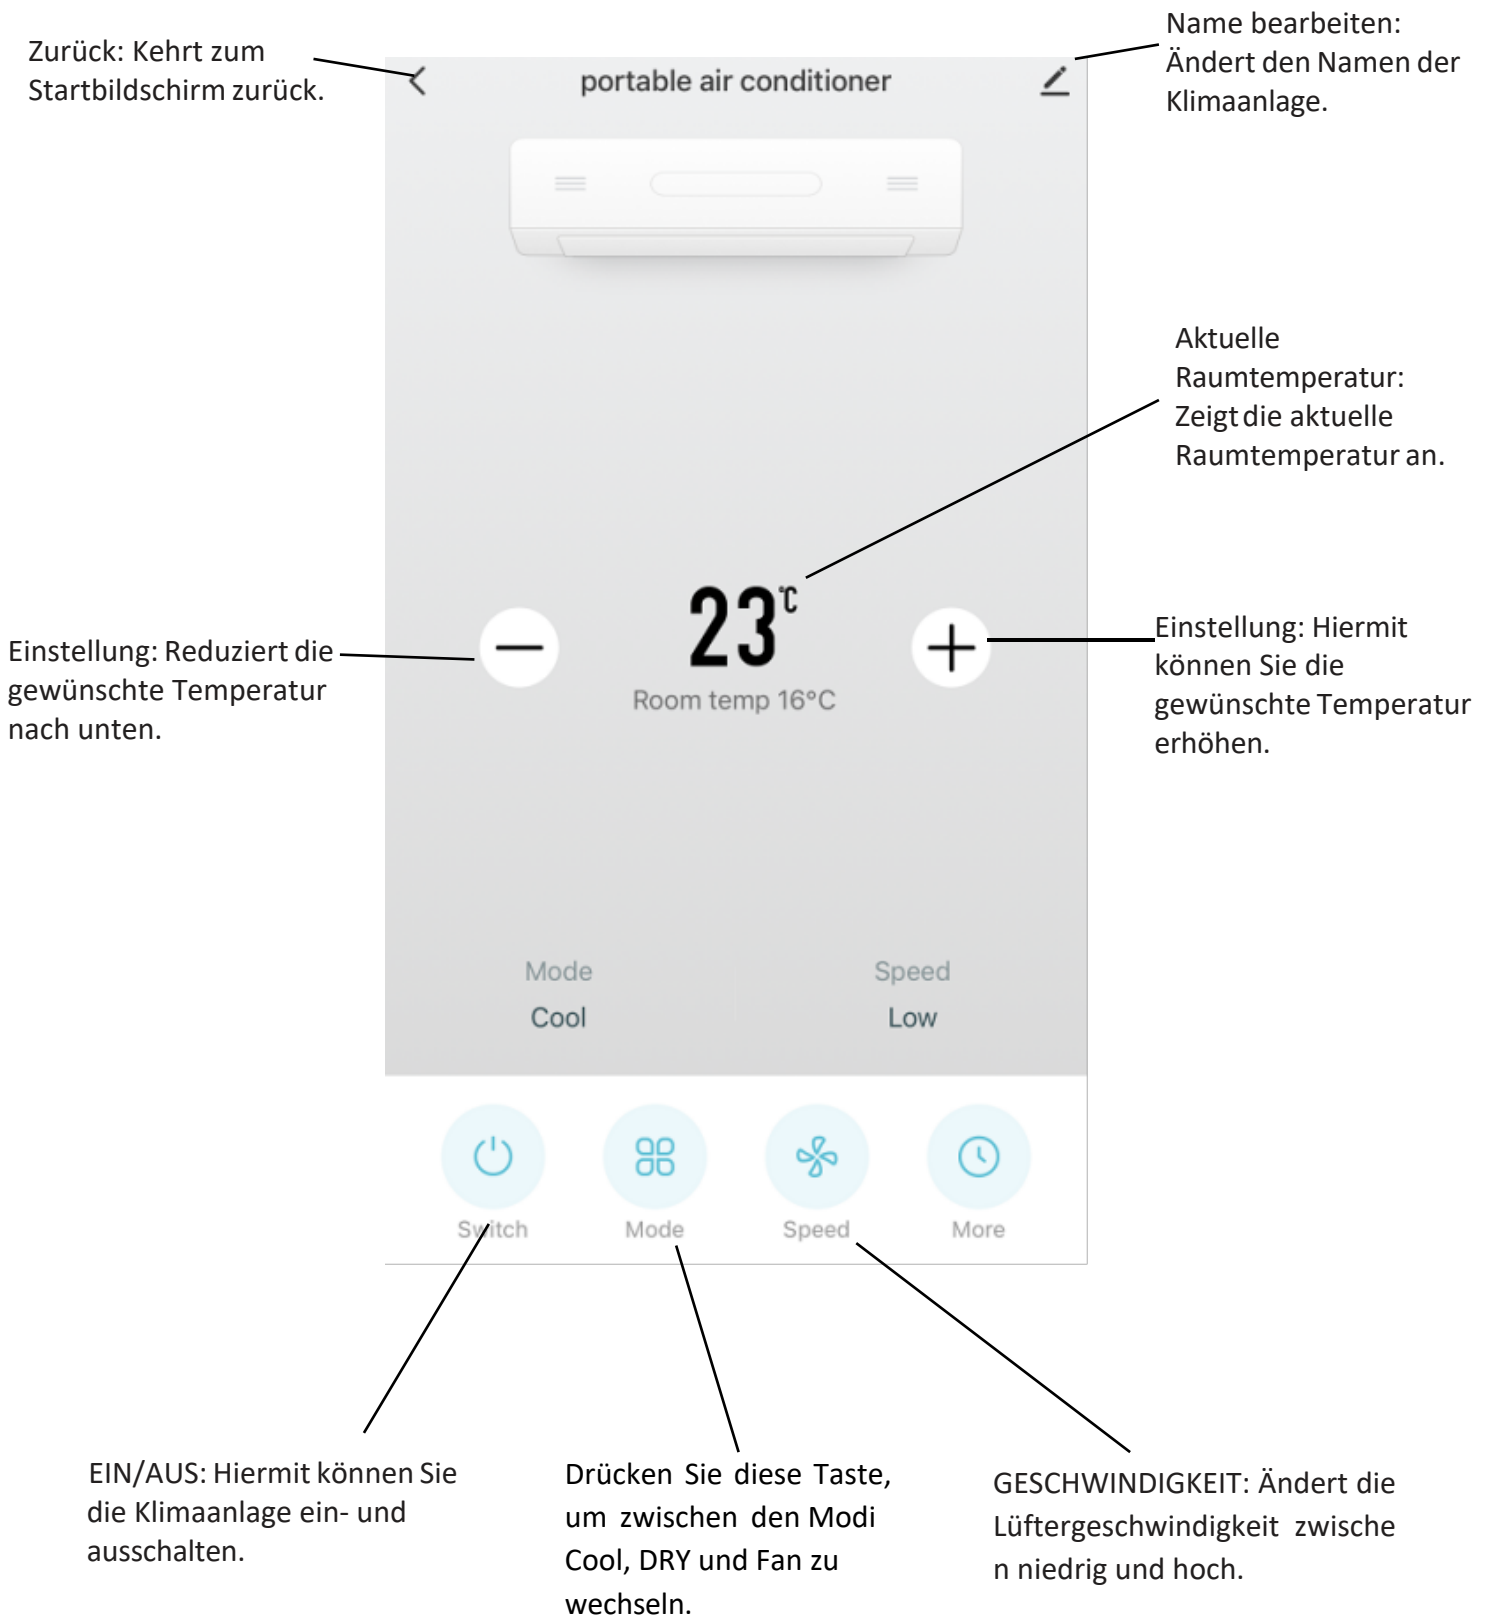 Zurück: Kehrt zum
Startbildschirm zurück.
portable air conditioner
Name bearbeiten:
Ändert den Namen der
Klimaanlage.
Aktuelle
Raumtemperatur:
Zeigt die aktuelle
Raumtemperatur an.
23°C
Room temp 16°C
Einstellung: Reduziert die
gewünschte Temperatur
nach unten.
Einstellung: Hiermit
können Sie die
gewünschte Temperatur
erhöhen.
Mode
Cool
Speed
Low
Switch
Mode
Speed
More
EIN/AUS: Hiermit können Sie
die Klimaanlage ein- und
ausschalten.
Drücken Sie diese Taste,
um zwischen den Modi
Cool, DRY und Fan zu
wechseln.
GESCHWINDIGKEIT: Ändert die
Lüftergeschwindigkeit zwische
n niedrig und hoch.